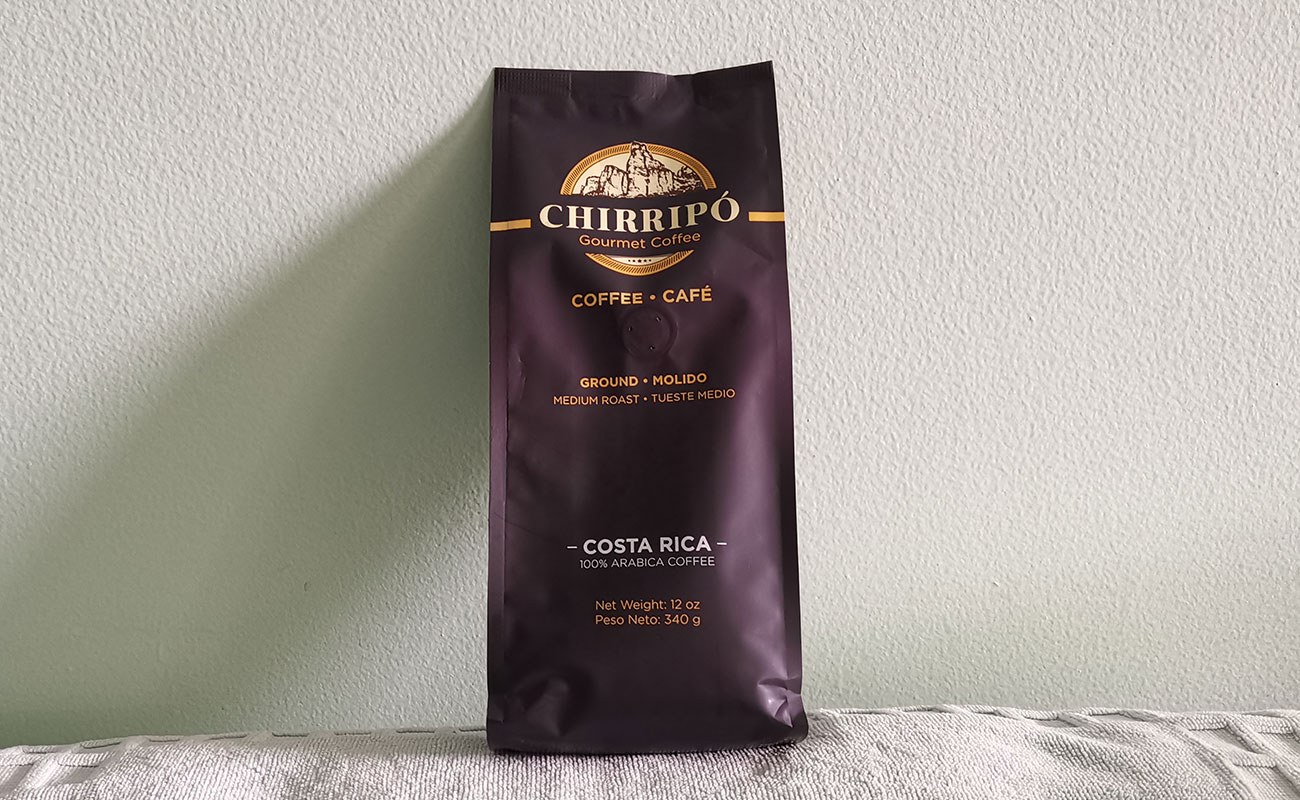 CHIRRIPÓ
Gourmet Coffee
COFFEE • CAFÉ
GROUND • MOLIDO
MEDIUM ROAST • TUESTE MEDIO
– COSTA RICA –
100% ARABICA COFFEE
Net Weight: 12 oz
Peso Neto: 340 g